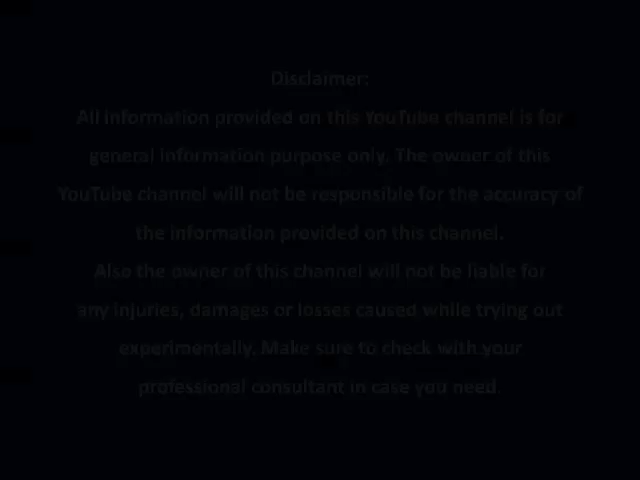 Disclaimer:
All information provided on this YouTube channel is for
general information purpose only. The owner of this
YouTube channel will not be responsible for the accuracy of
the information provided on this channel.
Also the owner of this channel will not be liable for
any injuries, damages or losses caused while trying out
experimentally. Make sure to check with your
professional consultant in case you need.